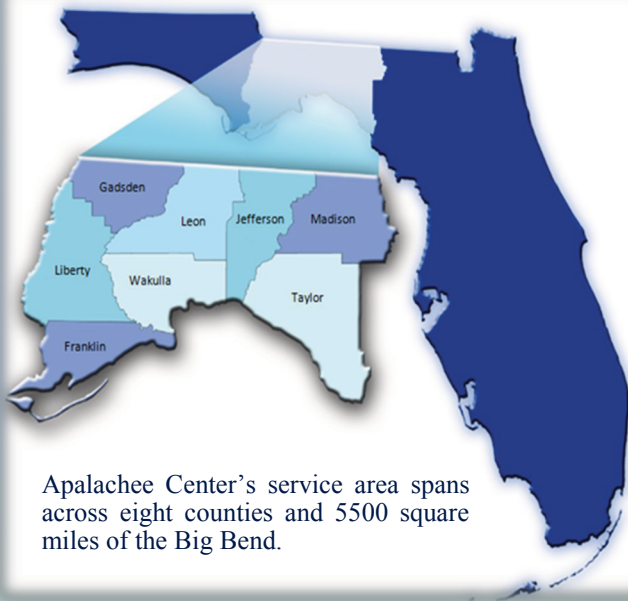 Gadsden
Leon
Jefferson
Madison
Liberty
Wakulla
Taylor
Franklin
Apalachee Center’s service area spans
across eight counties and 5500 square
miles of the Big Bend.